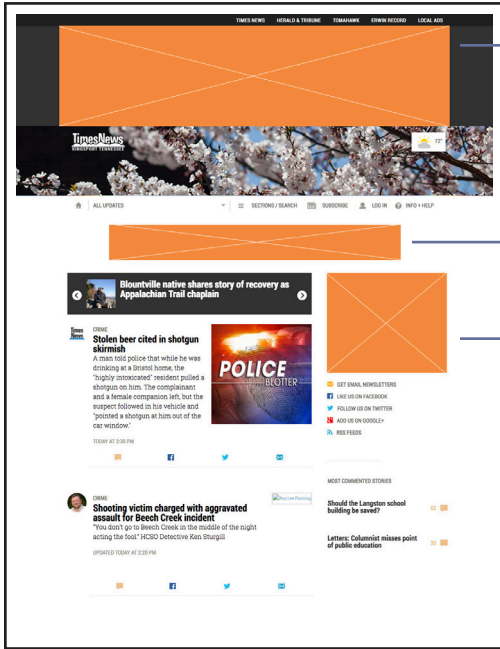 TIMES NEWS HERALD & TRIBUNE TOMAHAWK ERWIN RECORD LOCAL ADS
TimesNews
KINGSPORT TENNESSEE
72°
ALL UPDATES SECTIONS / SEARCH SUBSCRIBE LOG IN INFO + HELP
Blountville native shares story of recovery as
Appalachian Trail chaplain
Times
News
CRIME
Stolen beer cited in shotgun
skirmish
A man told police that while he was
drinking at a Bristol home, the
"highly intoxicated" resident pulled a
shotgun on him. The complainant
and a female companion left, but the
suspect followed in his vehicle and
"pointed a shotgun at him out of the
car window."
TODAY AT 3:30 PM
POLICE
BLOTTER
GET EMAIL NEWSLETTERS
LIKE US ON FACEBOOK
FOLLOW US ON TWITTER
ADD US ON GOOGLE+
RSS FEEDS
CRIME
Shooting victim charged with aggravated
assault for Beech Creek incident
"You don't go to Beech Creek in the middle of the night
acting the fool." HCSO Detective Ken Sturgill
UPDATED TODAY AT 2:25 PM
MOST COMMENTED STORIES
Should the Langston school
building be saved?
Letters: Columnist misses point
of public education